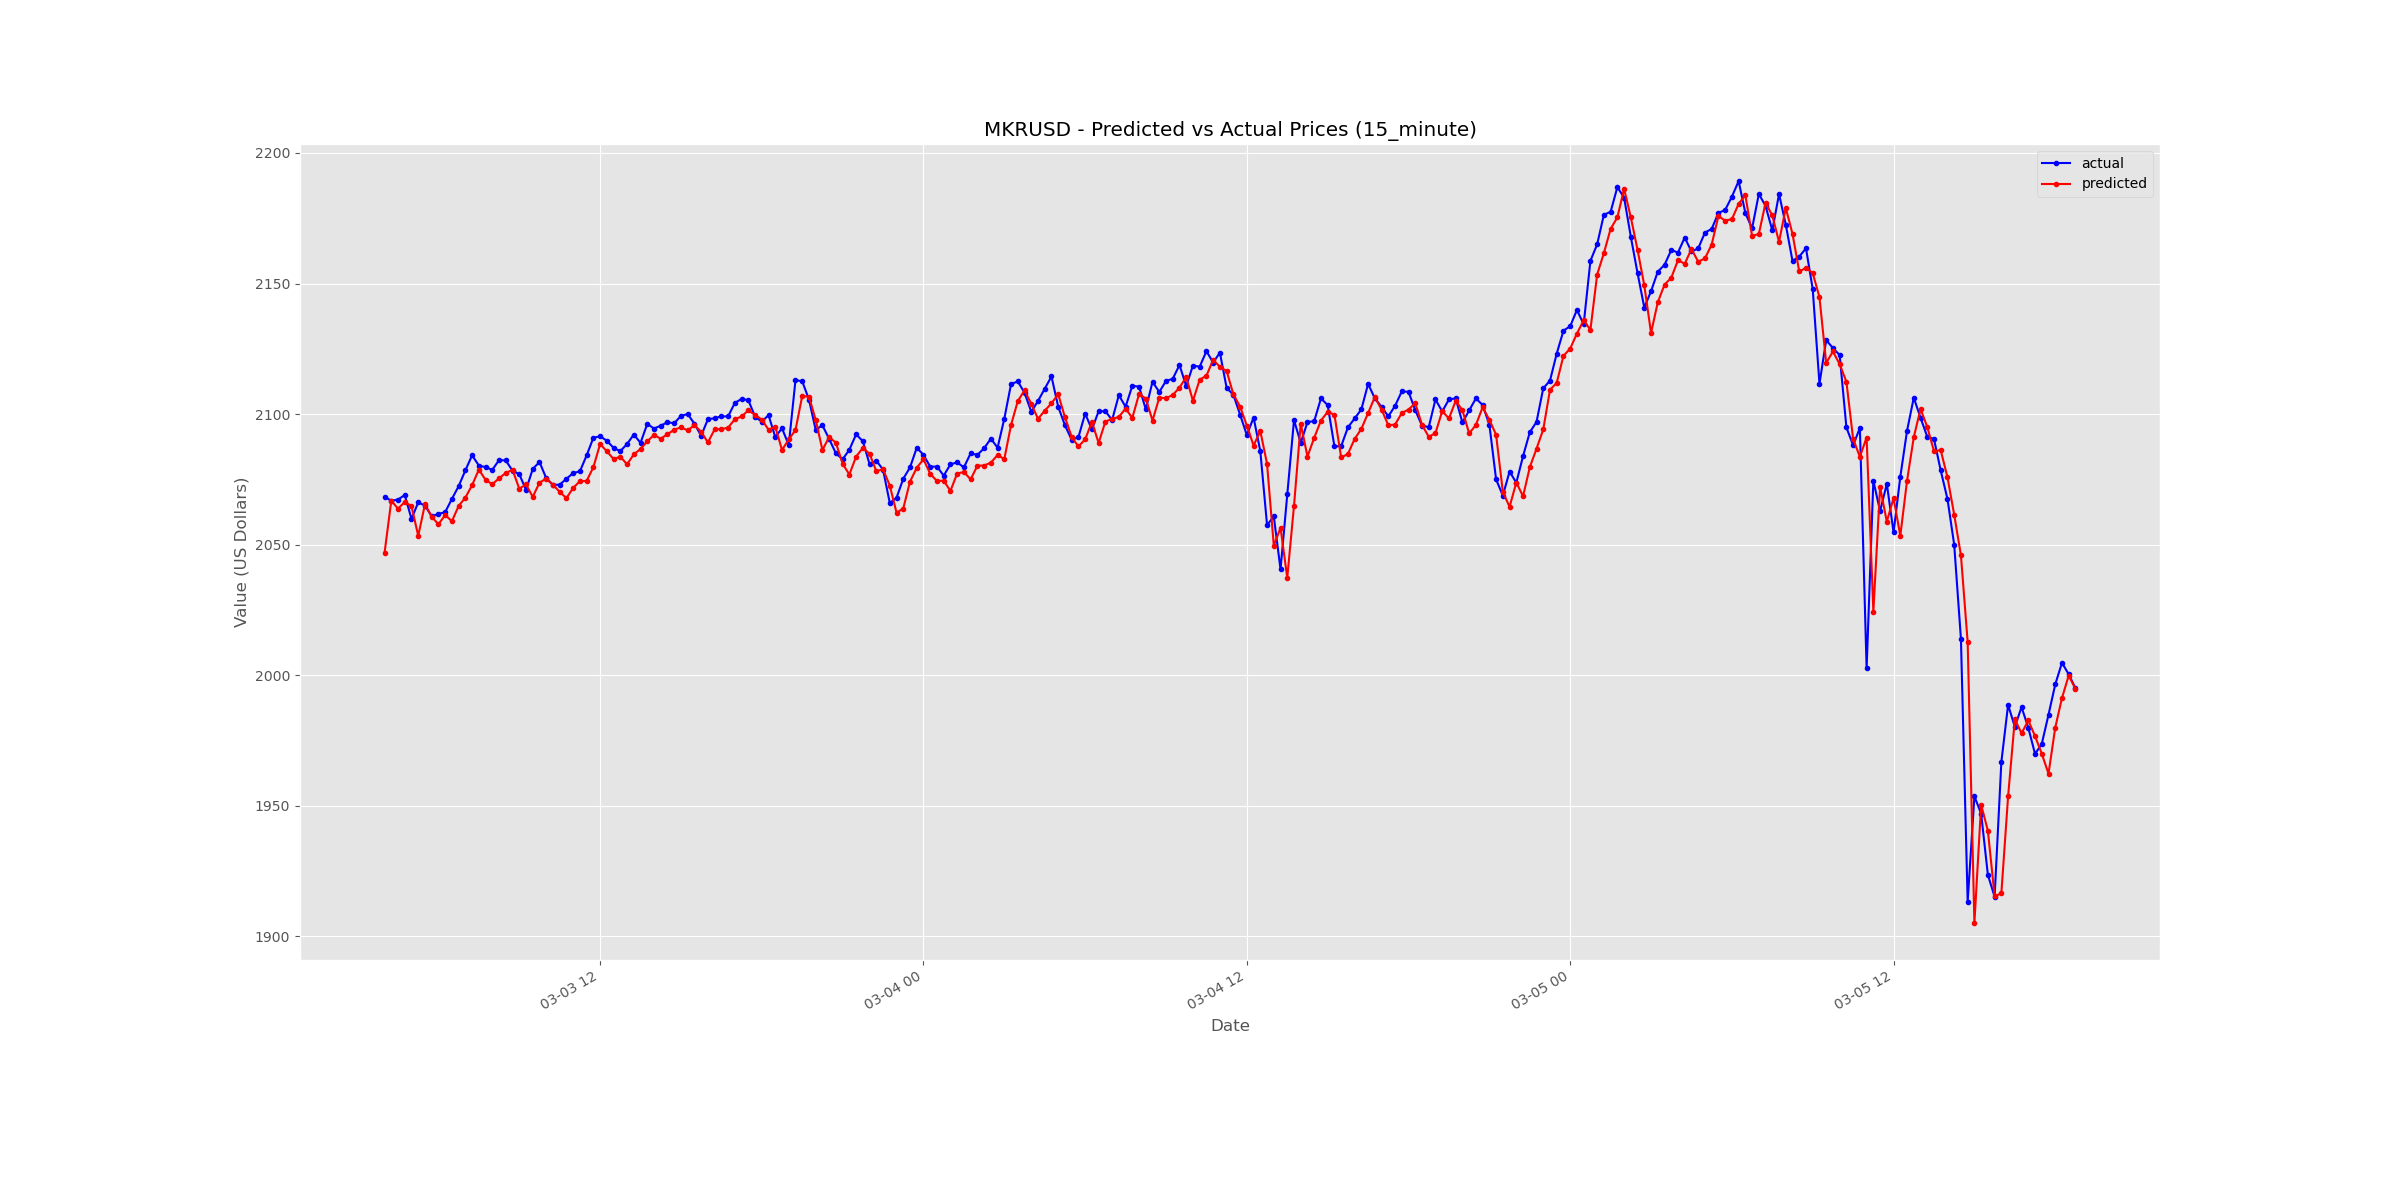 MKRUSD - Predicted vs Actual Prices (15_minute)
actual
predicted
2200
2150
2100
2050
2000
1950
1900
Value (US Dollars)
03-03 12
03-04 00
03-04 12
03-05 00
03-05 12
Date